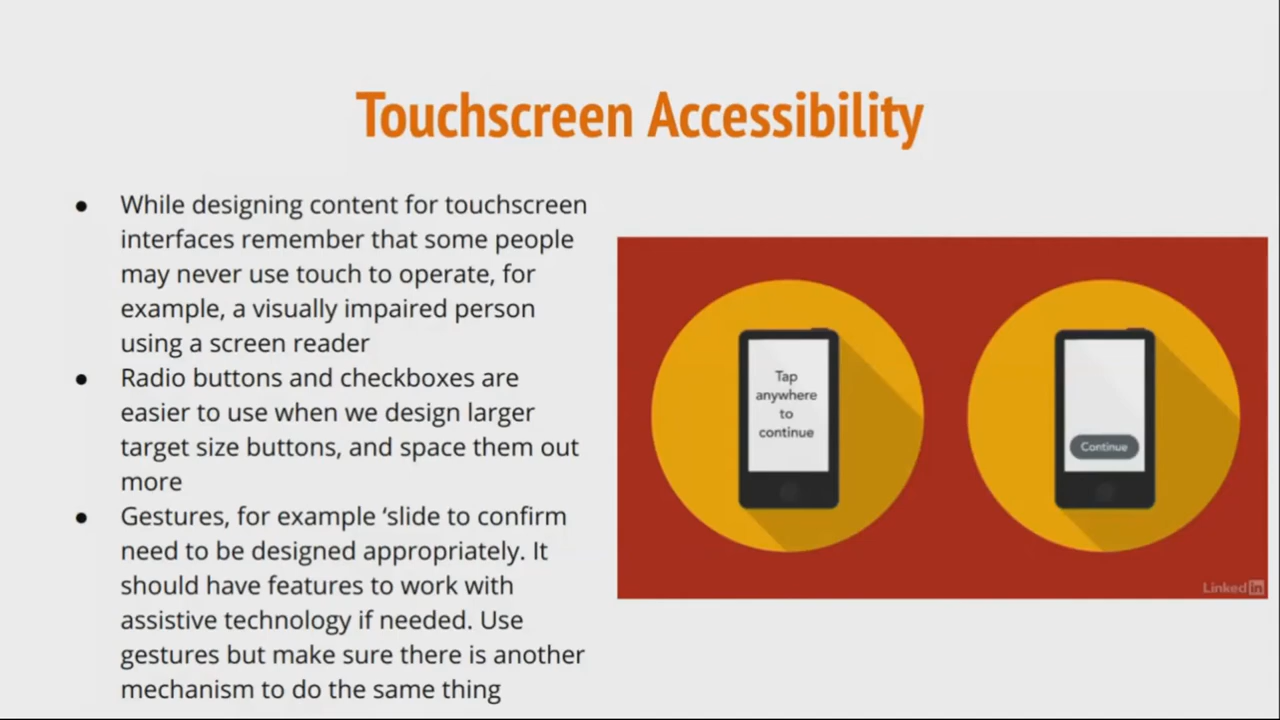 Touchscreen Accessibility
● While designing content for touchscreen
interfaces remember that some people
may never use touch to operate, for
example, a visually impaired person
using a screen reader
● Radio buttons and checkboxes are
easier to use when we design larger
target size buttons, and space them out
more
● Gestures, for example ‘slide to confirm
need to be designed appropriately. It
should have features to work with
assistive technology if needed. Use
gestures but make sure there is another
mechanism to do the same thing
Tap
anywhere
to
continue
Continue
Linked in